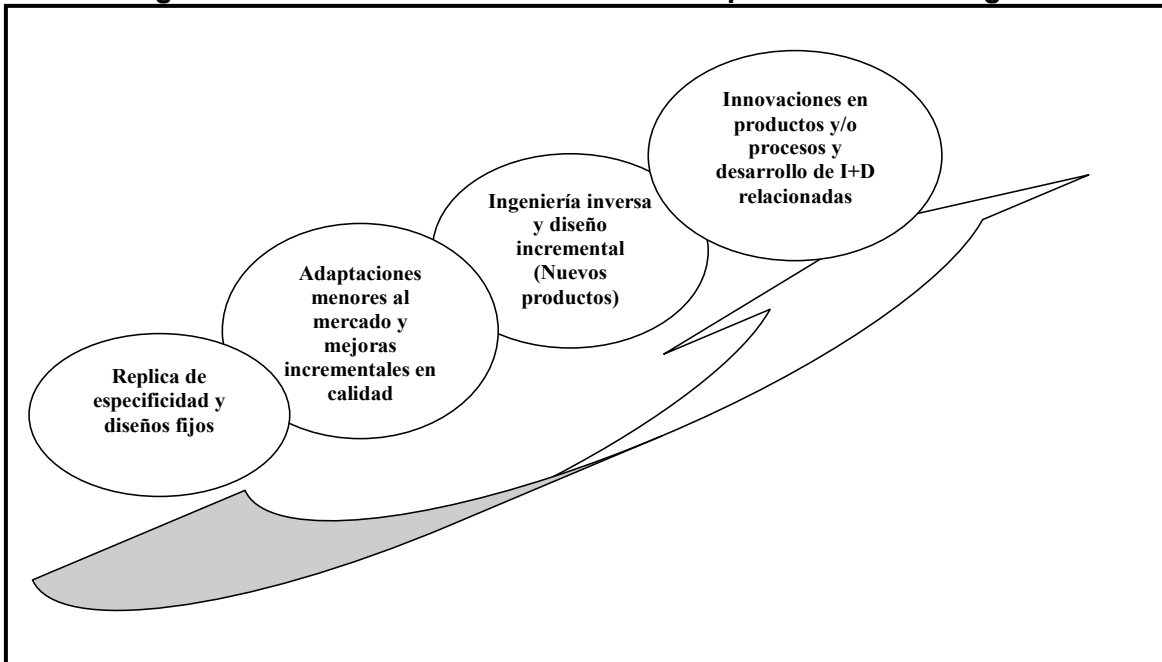 Replica de
especificidad y
diseños fijos
Adaptaciones
menores al
mercado y
mejoras
incrementales en
calidad
Ingeniería inversa
y diseño
incremental
(Nuevos
productos)
Innovaciones en
productos y/o
procesos y
desarrollo de I+D
relacionadas